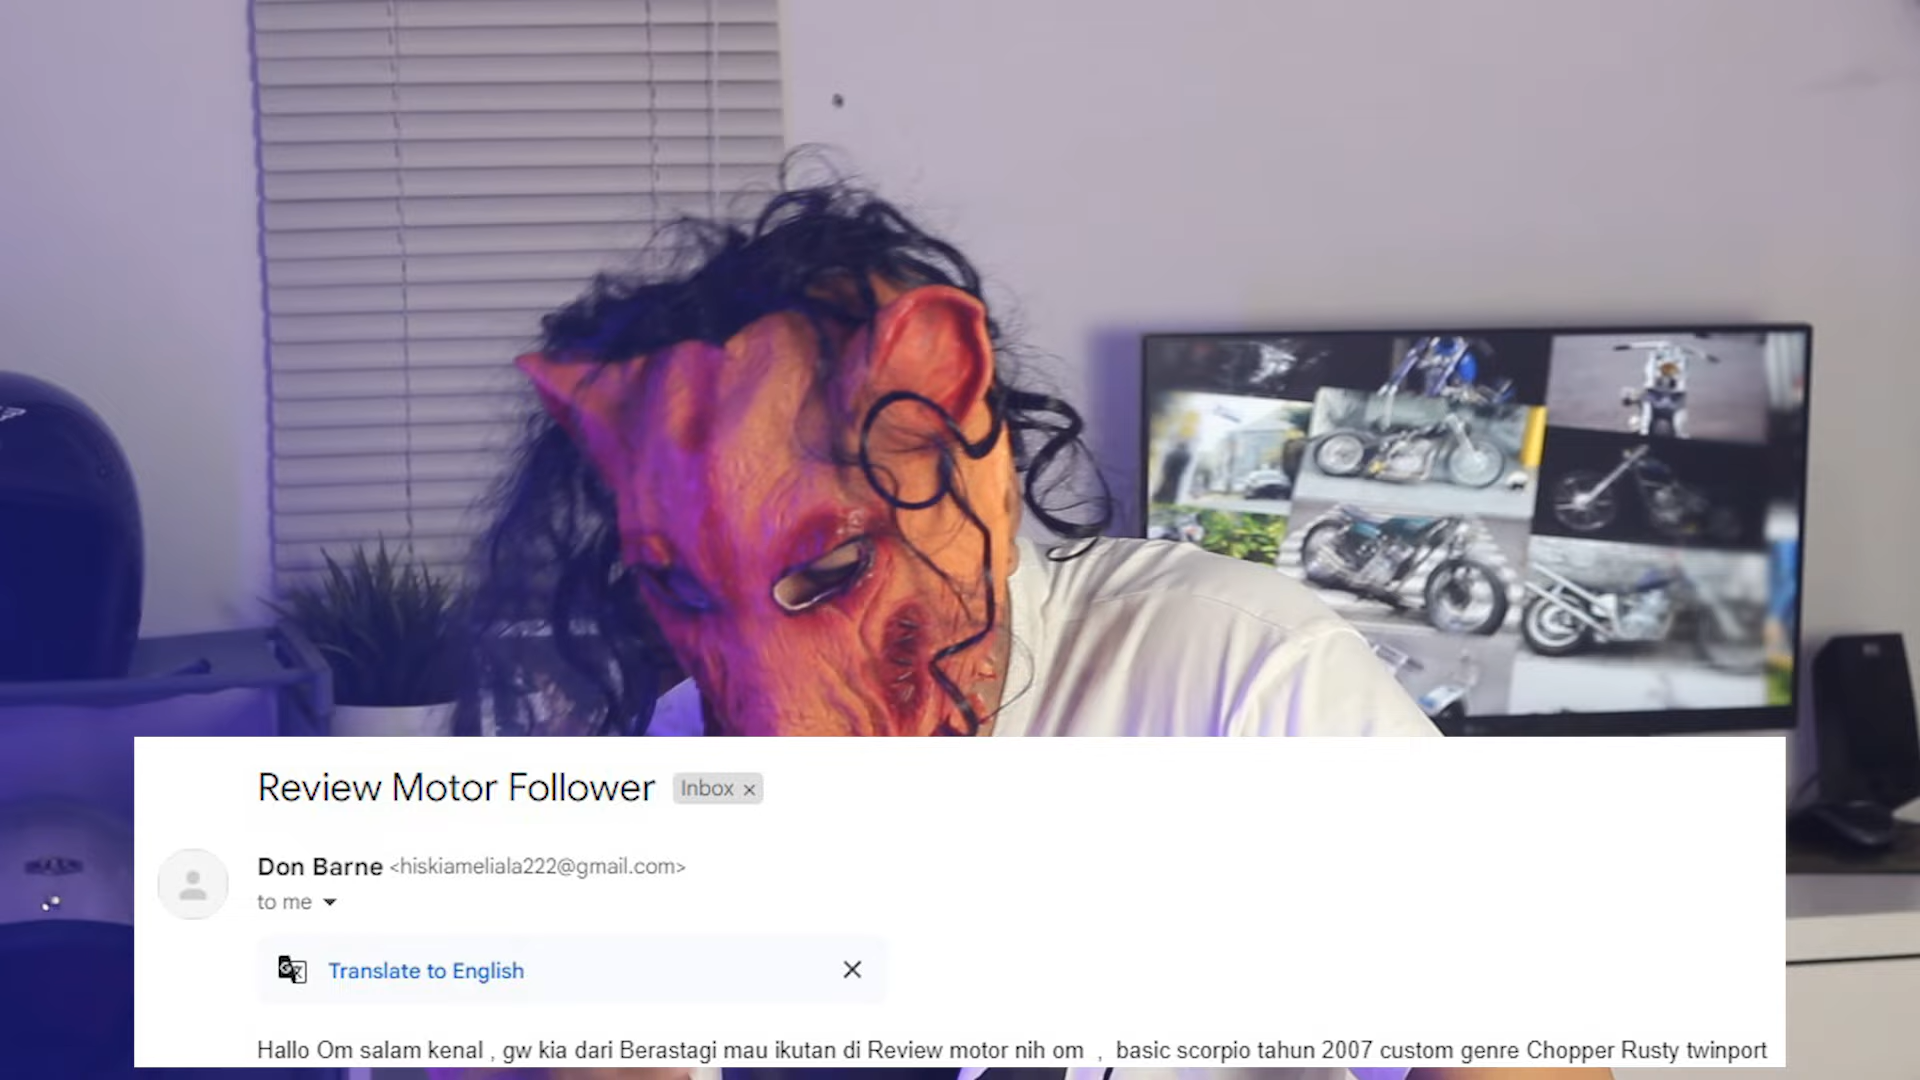 Review Motor Follower Inbox ×
Don Barne <hiskiameliala222@gmail.com>
to me
Translate to English
Hallo Om salam kenal , gw kia dari Berastagi mau ikutan di Review motor nih om , basic scorpio tahun 2007 custom genre Chopper Rusty twinport